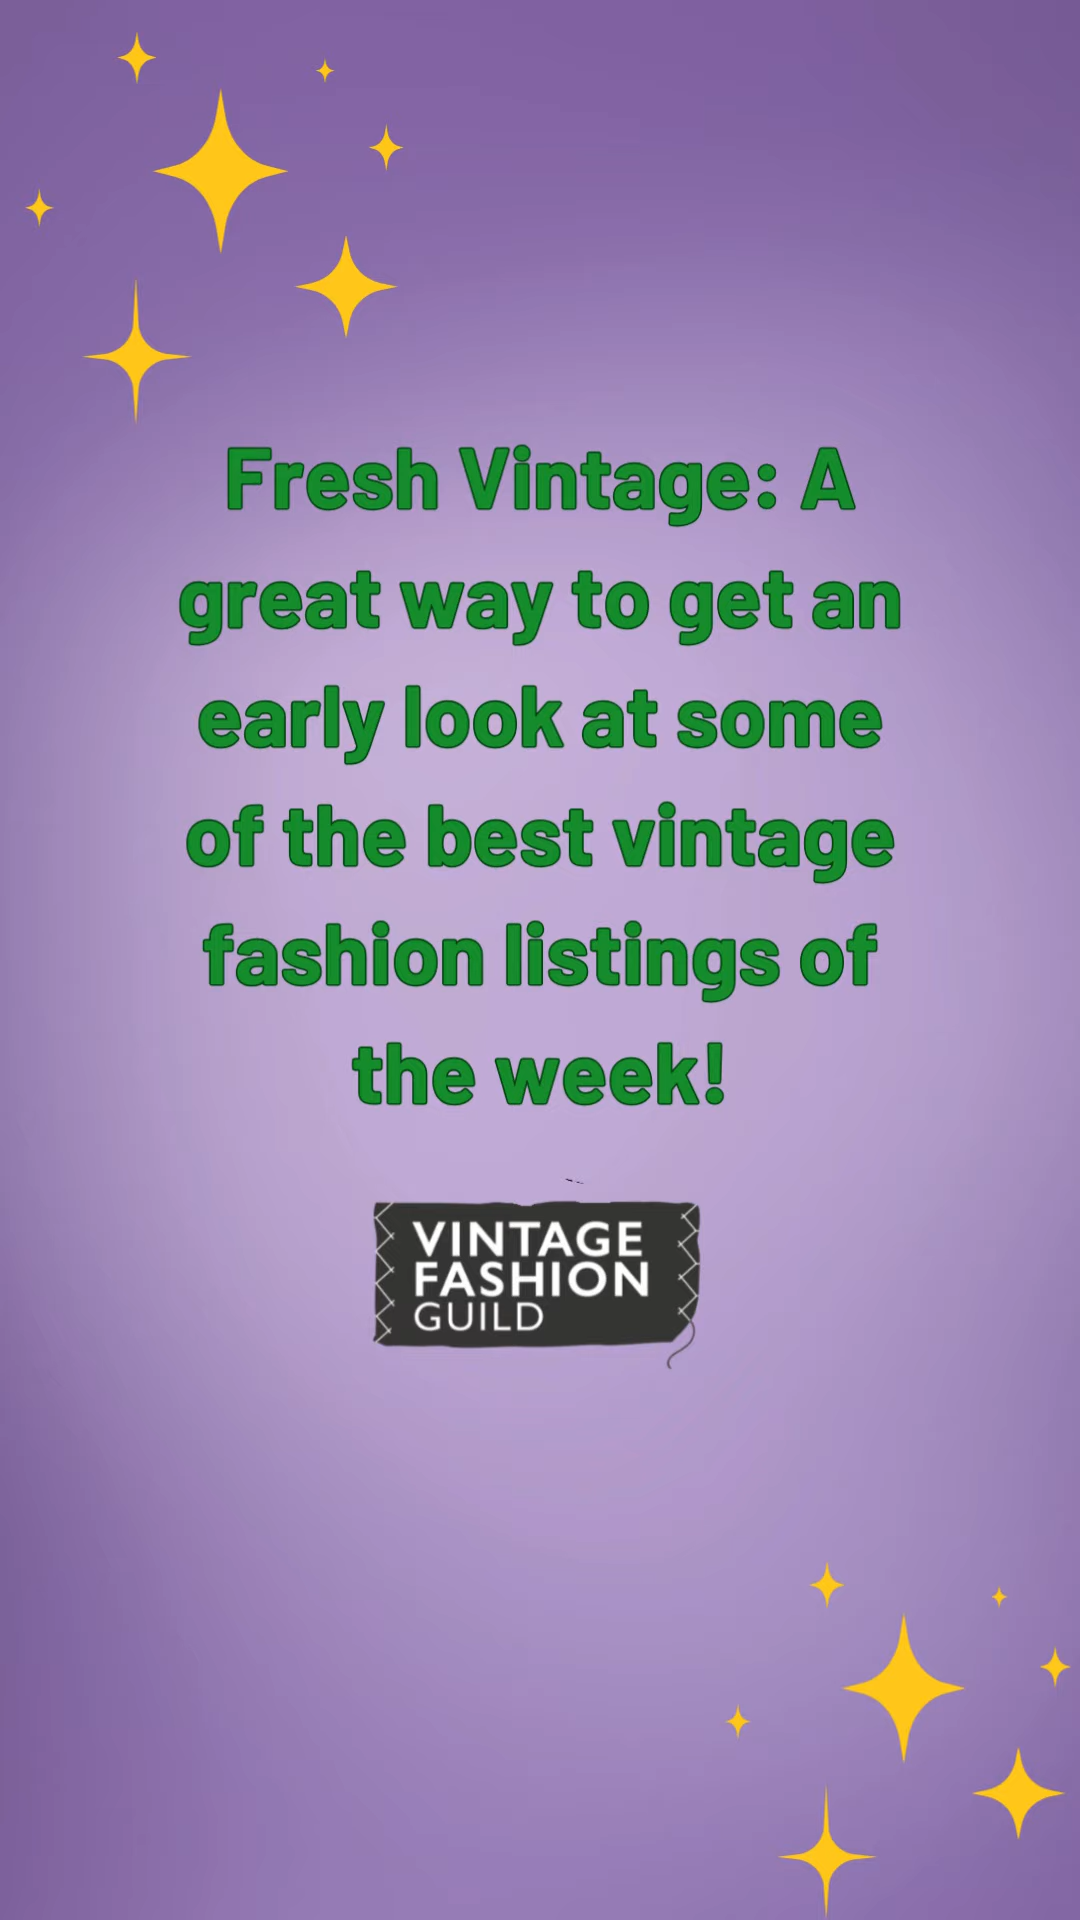 Fresh Vintage: A
great way to get an
early look at some
of the best vintage
fashion listings of
the week!
VINTAGE
FASHION
GUILD